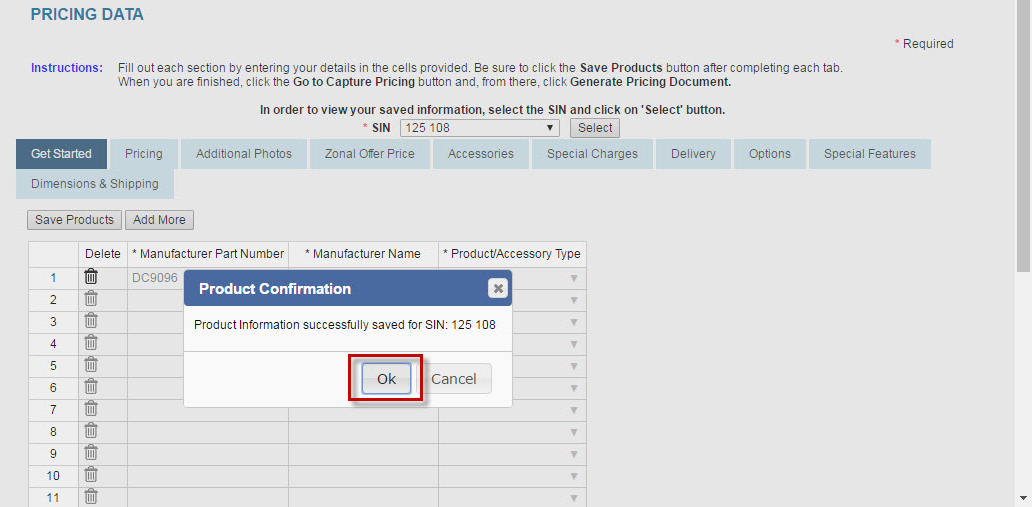 PRICING DATA
* Required
Instructions: Fill out each section by entering your details in the cells provided. Be sure to click the Save Products button after completing each tab.
When you are finished, click the Go to Capture Pricing button and, from there, click Generate Pricing Document.
In order to view your saved information, select the SIN and click on 'Select' button.
* SIN 125 108 Select
Get Started Pricing Additional Photos Zonal Offer Price Accessories Special Charges Delivery Options Special Features
Dimensions & Shipping
Save Products Add More
Delete * Manufacturer Part Number * Manufacturer Name * Product/Accessory Type
1 DC9096
Product Confirmation
2
3 Product Information successfully saved for SIN: 125 108
4
5
6 Ok Cancel
7
8
9
10
11